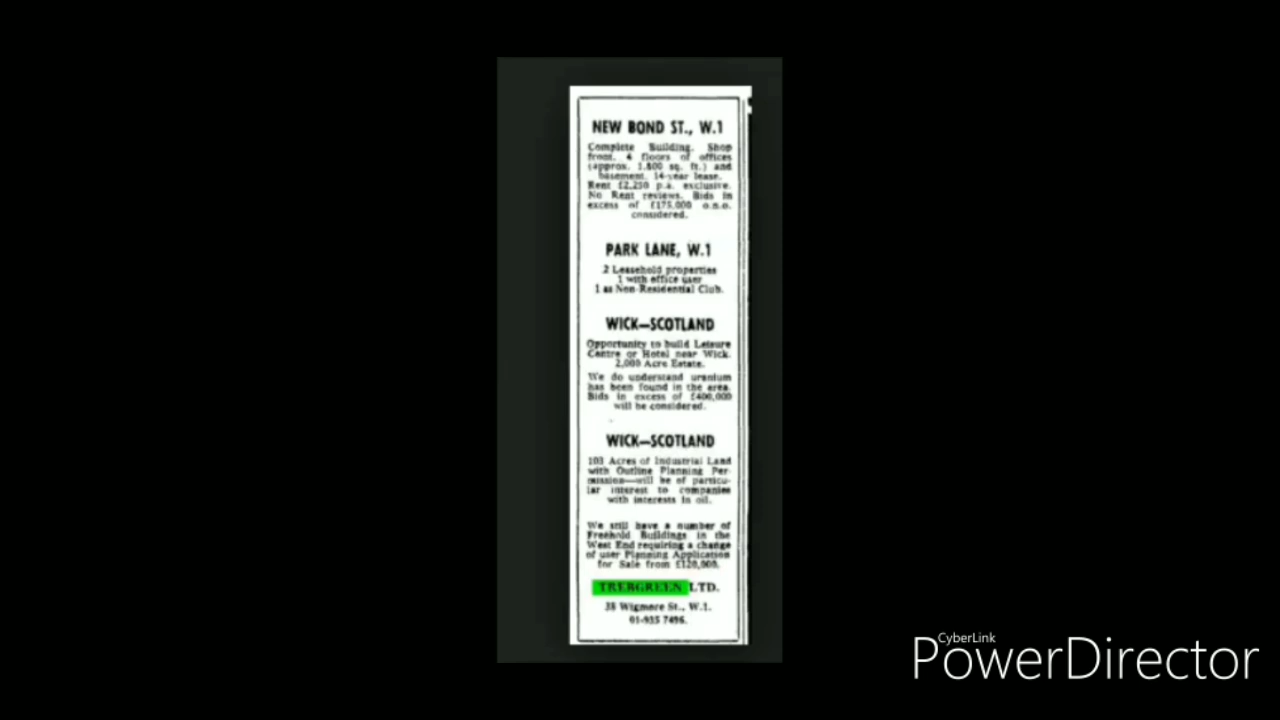 NEW BOND ST., W.1
Complete Building. Shop
front, 4 floors of offices
(approx. 1,800 sq. ft.) and
basement. 14-year lease.
Rent £2,250 p.a. exclusive.
No Rent reviews. Bids in
excess of £175,000 o.n.o.
considered.
PARK LANE, W.1
2 Leasehold properties
1 with office user
1 as Non-Residential Club.
WICK—SCOTLAND
Opportunity to build Leisure
Centre or Hotel near Wick.
2,000 Acre Estate.
We do understand uranium
has been found in the area.
Bids in excess of £400,000
will be considered.
WICK—SCOTLAND
103 Acres of Industrial Land
with Outline Planning Per-
mission—will be of particu-
lar interest to companies
with interests in oil.
We still have a number of
Freehold Buildings in the
West End requiring a change
of user Planning Application
for Sale from £120,000.
TRERGREEN LTD.
38 Wigmore St., W.1.
01-935 7496.
CyberLink
PowerDirector